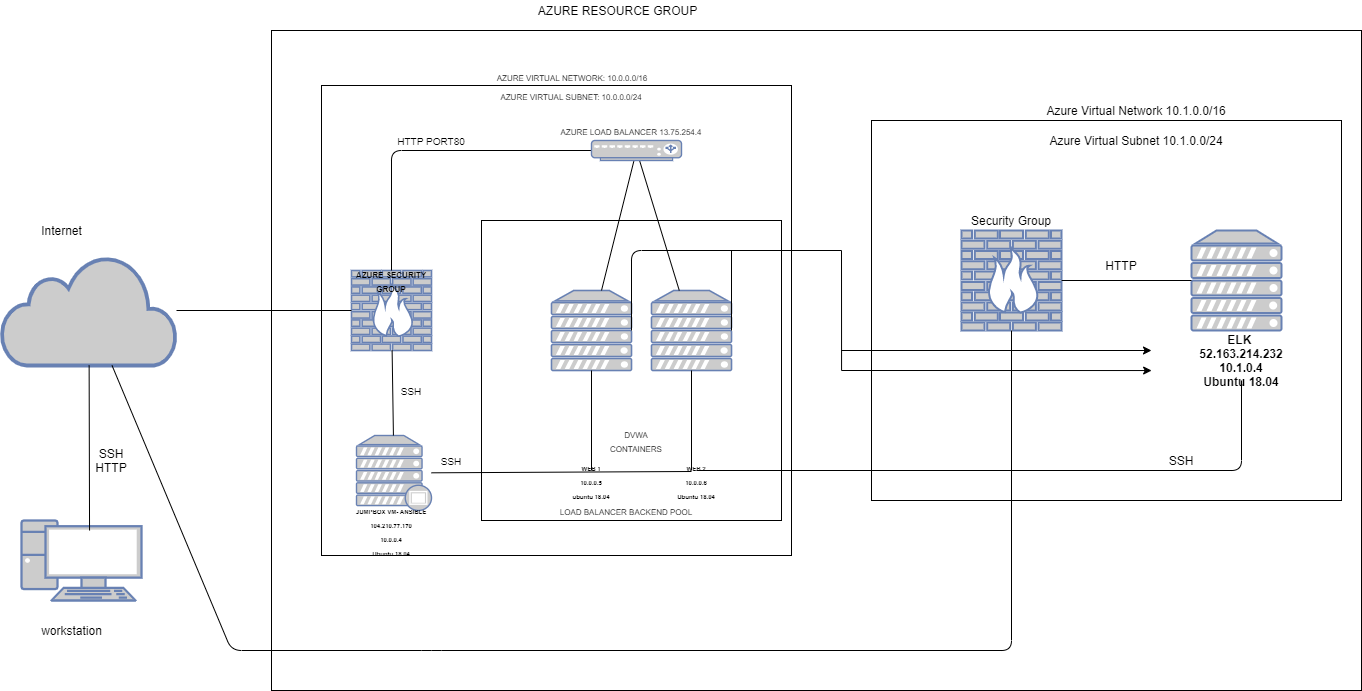 AZURE RESOURCE GROUP
AZURE VIRTUAL NETWORK: 10.0.0.0/16
AZURE VIRTUAL SUBNET: 10.0.0.0/24
Azure Virtual Network 10.1.0.0/16
AZURE LOAD BALANCER 13.75.254.4
HTTP PORT80
Azure Virtual Subnet 10.1.0.0/24
Internet
Security Group
AZURE SECURITY
GROUP
HTTP
ELK
52.163.214.232
10.1.0.4
Ubuntu 18.04
SSH
DVWA
CONTAINERS
SSH
HTTP
SSH
SSH
WEB 1
10.0.0.5
ubuntu 18.04
WEB 2
10.0.0.6
Ubuntu 18.04
LOAD BALANCER BACKEND POOL
JUMPBOX VM- ANSIBLE
104.210.77.170
10.0.0.4
Ubuntu 18.04
workstation